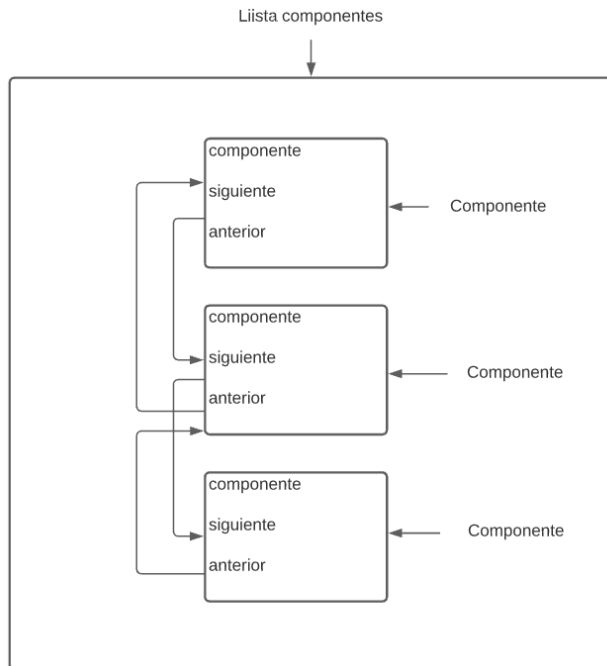 Liista componentes
componente
siguiente
anterior
Componente
componente
siguiente
anterior
Componente
componente
siguiente
anterior
Componente